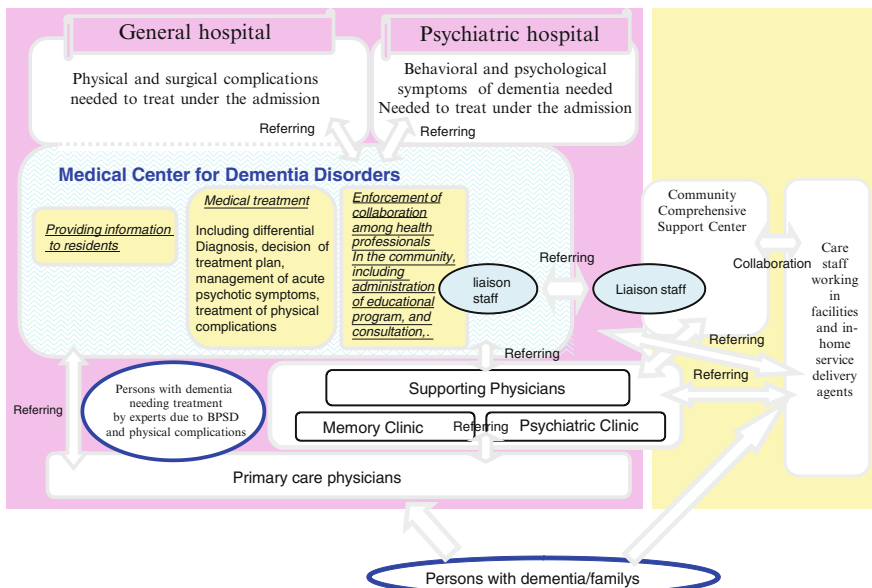 General hospital
Physical and surgical complications
needed to treat under the admission
Psychiatric hospital
Behavioral and psychological
symptoms of dementia needed
Needed to treat under the admission
Referring
Referring
Medical Center for Dementia Disorders
Providing information
to residents
Medical treatment
Including differential
Diagnosis, decision of
treatment plan,
management of acute
psychotic symptoms,
treatment of physical
complications
Enforcement of
collaboration
among health
professionals
In the community,
including
administration
of educational
program, and
consultation,.
liaison
staff
Referring
Liaison staff
Community
Comprehensive
Support Center
Collaboration
Care
staff
working
in
facilities
and in-
home
service
delivery
agents
Referring
Referring
Referring
Referring
Persons with dementia
needing treatment
by experts due to BPSD
and physical complications
Supporting Physicians
Memory Clinic
Psychiatric Clinic
Referring
Primary care physicians
Persons with dementia/familys